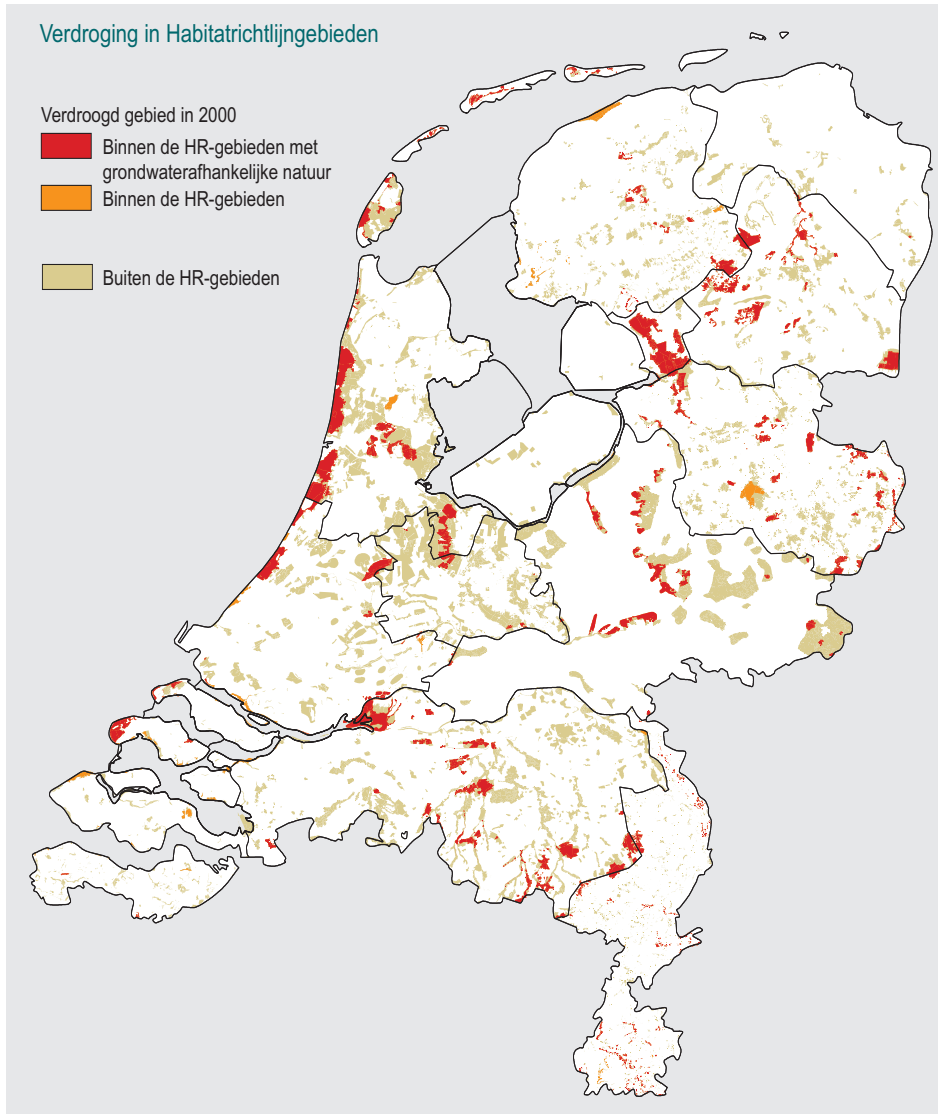 Verdroging in Habitatrichtlijngebieden
Verdroogd gebied in 2000
Binnen de HR-gebieden met
grondwaterafhankelijke natuur
Binnen de HR-gebieden
Buiten de HR-gebieden